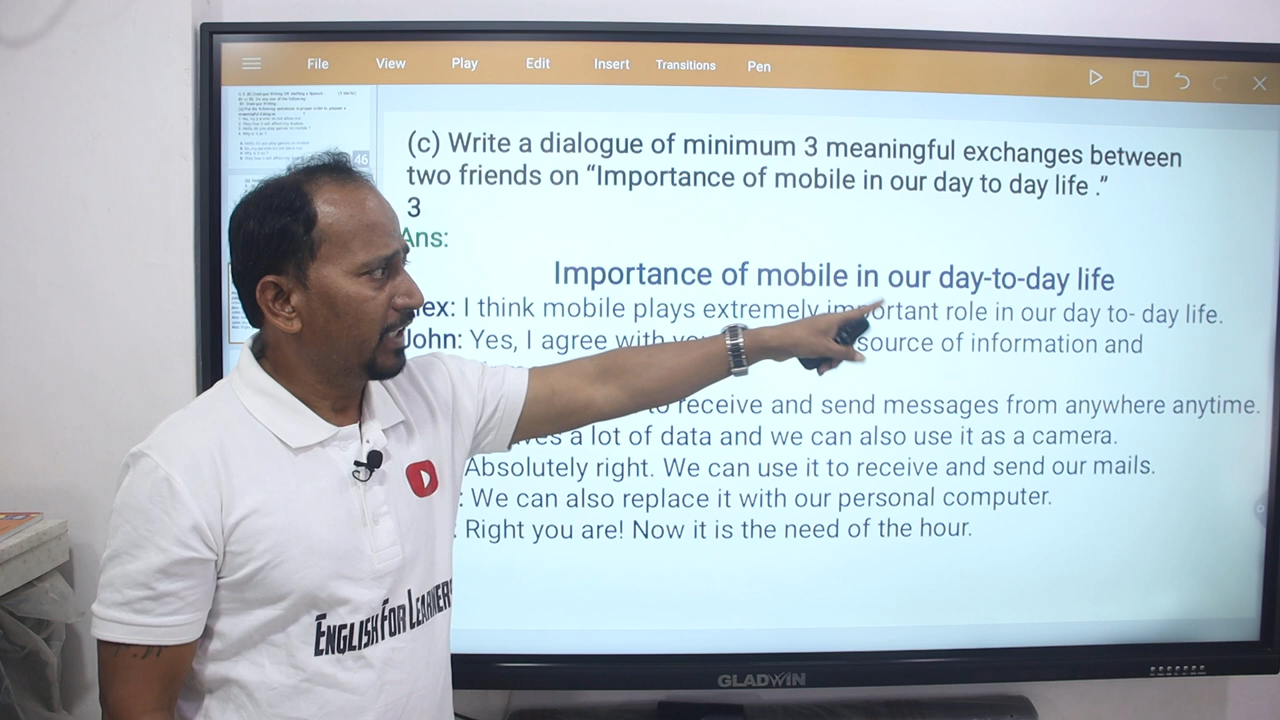 File View Play Edit Insert Transitions Pen
46
(c) Write a dialogue of minimum 3 meaningful exchanges between
two friends on “Importance of mobile in our day to day life .”
3
Ans:
Importance of mobile in our day-to-day life
ex: I think mobile plays extremely important role in our day to- day life.
John: Yes, I agree with source of information and
to receive and send messages from anywhere anytime.
a lot of data and we can also use it as a camera.
Absolutely right. We can use it to receive and send our mails.
: We can also replace it with our personal computer.
: Right you are! Now it is the need of the hour.
ENGLISH FOR LEARNERS
GLADWIN